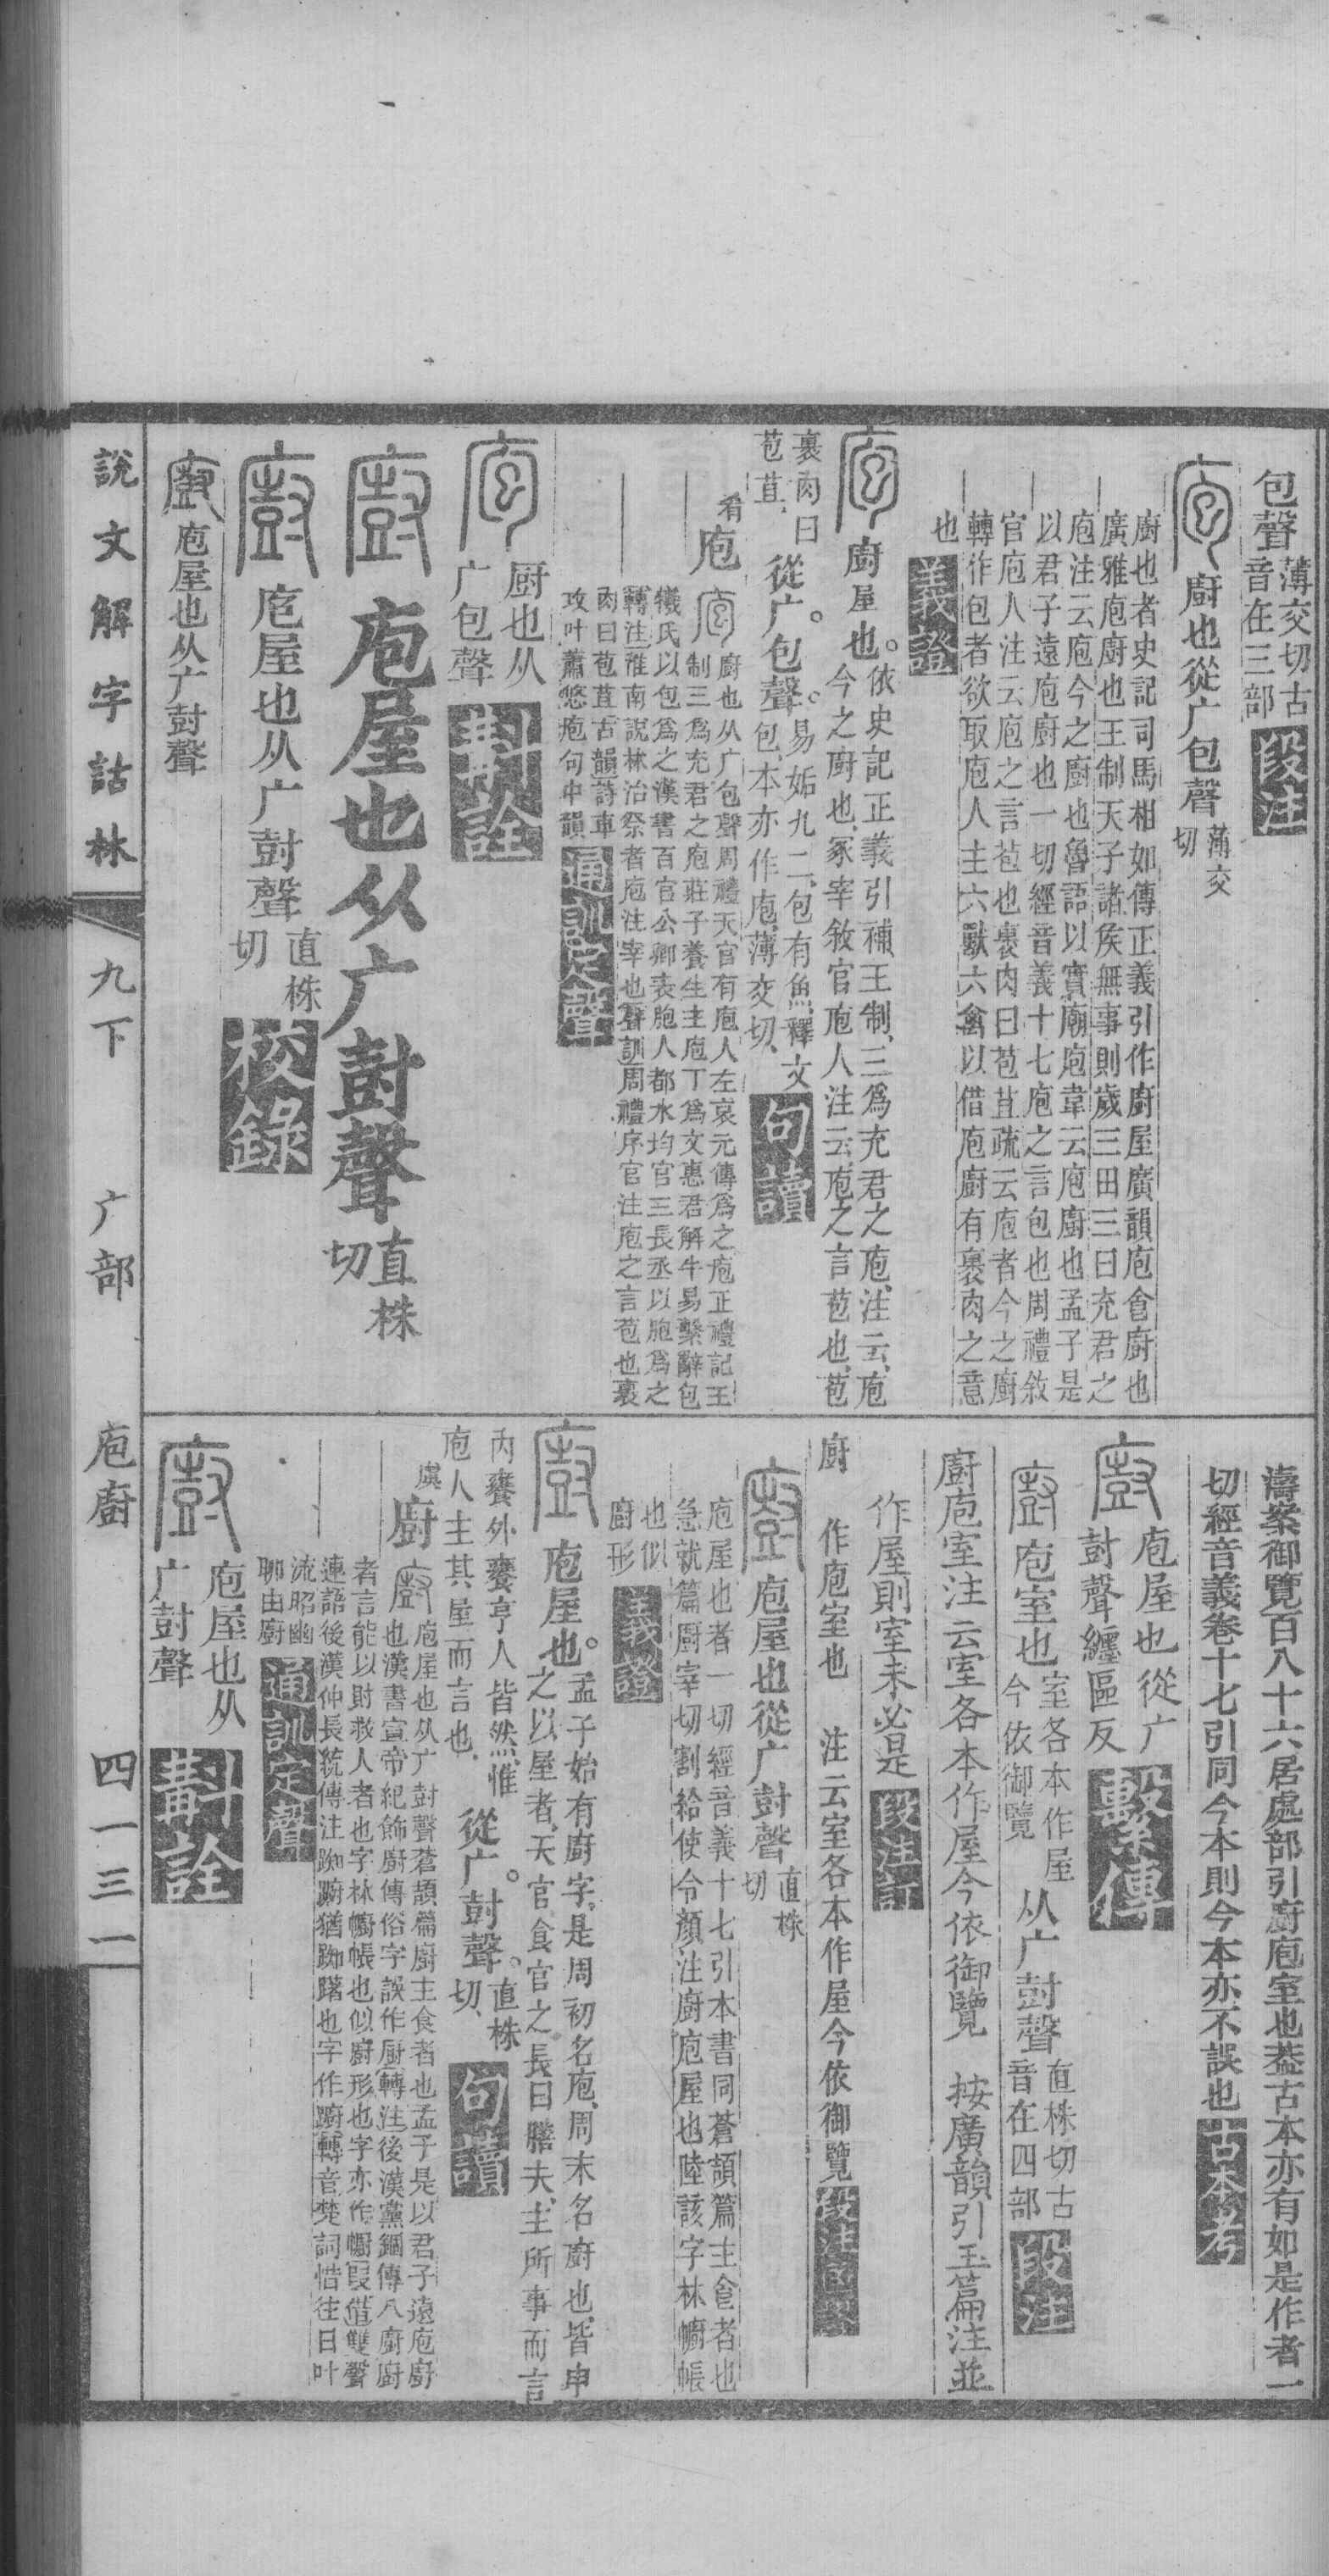 包聲薄交切古
音在三部段注
廚也從广包聲薄交
切
廚也者史記司馬相如傳正義引作廚屋廣韻庖食廚也
廣雅庖廚也王制天子諸矦無事則歲三田三曰充君之
庖注云庖今之廚也魯語以實廟庖韋云庖廚也孟子是
以君子遠庖廚也一切經音義十七庖之言包也周禮敘
官庖人注云庖之言苞也裹肉曰苞苴疏云庖者今之廚
轉作包者欲取庖人主六獸六禽以借庖廚有裹肉之意
也義證
廚屋也。依史記正義引補王制、三爲充君之庖、注云、庖
今之廚也、冢宰敘官庖人注云、庖之言苞也、苞
裹肉曰
苞苴、從广。包聲。易姤九二、包有魚、釋文
包、本亦作庖、薄交切、句讀
肴庖
廚也从广包聲周禮天官有庖人左哀元傳爲之庖正禮記王
制三爲充君之庖莊子養生主庖丁爲文惠君解牛易繫辭包
犧氏以包爲之漢書百官公卿表胞人都水均官三長丞以胞爲之
轉注淮南說林治祭者庖注宰也聲訓周禮序官注庖之言苞也裹
肉曰苞苴古韻詩車
攻叶蕭悠庖句中韻通訓定聲
廚也从
广包聲斠詮
庖屋也从广尌聲直株
切
庖屋也从广尌聲直株
切校錄
庖屋也从广尌聲
說文解字詁林 九下 广部 庖廚 四一三一
濤案御覽百八十六居處部引廚庖室也葢古本亦有如是作者一
切經音義卷十七引同今本則今本亦不誤也古本考
庖屋也從广
尌聲纏區反繫傳
庖室也室各本作屋
今依御覽从广尌聲直株切古
音在四部段注
廚庖室注云室各本作屋今依御覽 按廣韻引玉篇注並
作屋則室未必是段注訂
廚 作庖室也 注云室各本作屋今依御覽段注匡謬
庖屋也從广尌聲直株
切
庖屋也者一切經音義十七引本書同蒼頡篇主食者也
急就篇廚宰切割給使令顏注廚庖屋也陸該字林幮帳
也似
廚形義證
庖屋也。孟子始有廚字、是周初名庖、周末名廚也、皆申
之以屋者、天官食官之長曰膳夫、主所事而言
內饔外饔亨人皆然、惟
庖人主其屋而言也、從广。尌聲。直株
切、句讀
虞廚
庖屋也从广尌聲蒼頡篇廚主食者也孟子是以君子遠庖廚
也漢書宣帝紀飾廚傳俗字誤作厨轉注後漢黨錮傳八廚廚
者言能以財救人者也字林幮帳也似廚形也字亦作幮叚借雙聲
連語後漢仲長統傳注踟躕猶踟躇也字作躕轉音楚詞惜往日叶
流昭幽
聊由廚通訓定聲
庖屋也从
广尌聲斠詮